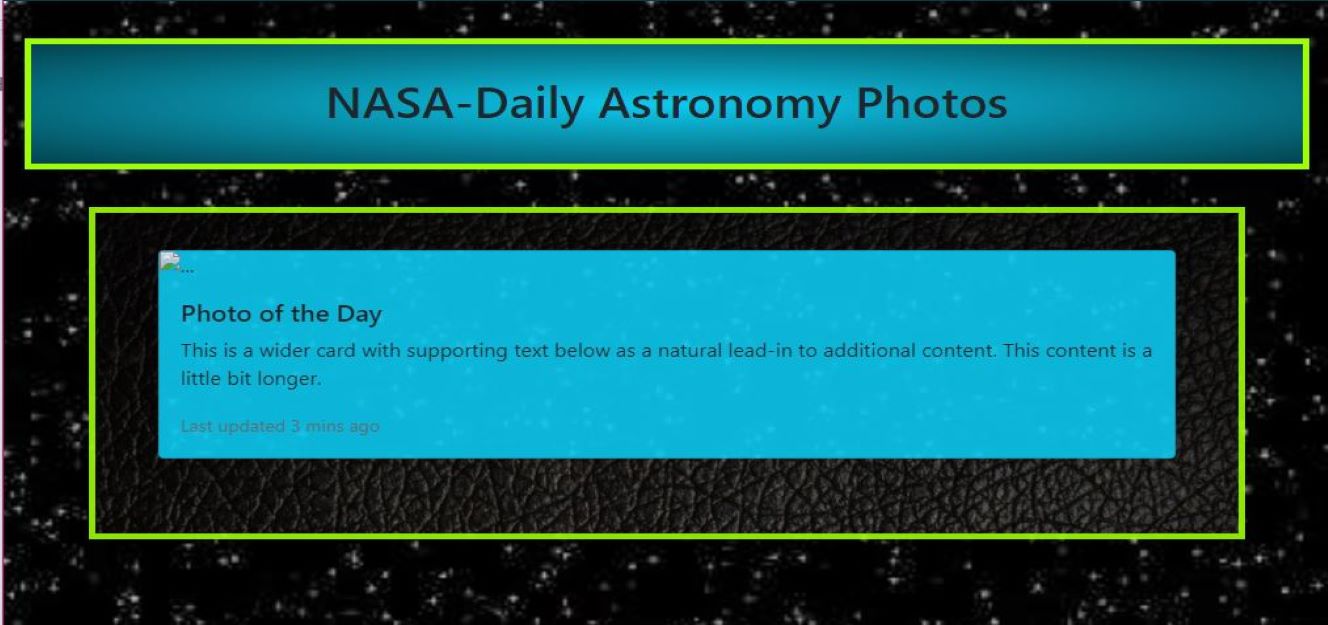 NASA-Daily Astronomy Photos
...
Photo of the Day
This is a wider card with supporting text below as a natural lead-in to additional content. This content is a
little bit longer.
Last updated 3 mins ago